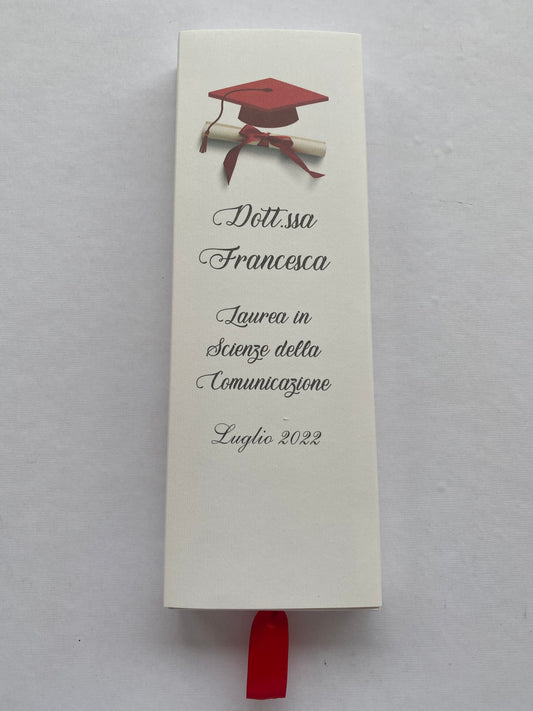 Dott.ssa
Francesca
Laurea in
Scienze della
Comunicazione
Luglio 2022